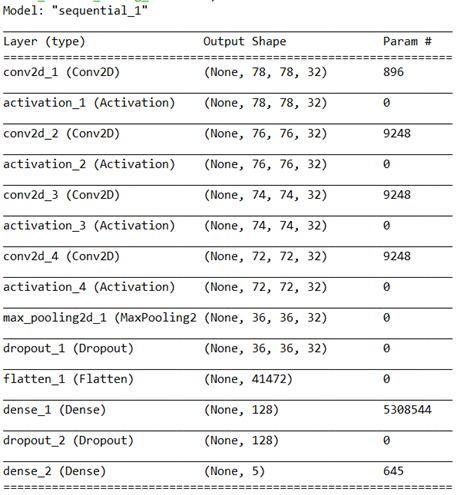 Model: "sequential_1"
Layer (type) Output Shape Param #
conv2d_1 (Conv2D) (None, 78, 78, 32) 896
activation_1 (Activation) (None, 78, 78, 32) 0
conv2d_2 (Conv2D) (None, 76, 76, 32) 9248
activation_2 (Activation) (None, 76, 76, 32) 0
conv2d_3 (Conv2D) (None, 74, 74, 32) 9248
activation_3 (Activation) (None, 74, 74, 32) 0
conv2d_4 (Conv2D) (None, 72, 72, 32) 9248
activation_4 (Activation) (None, 72, 72, 32) 0
max_pooling2d_1 (MaxPooling2 (None, 36, 36, 32) 0
dropout_1 (Dropout) (None, 36, 36, 32) 0
flatten_1 (Flatten) (None, 41472) 0
dense_1 (Dense) (None, 128) 5308544
dropout_2 (Dropout) (None, 128) 0
dense_2 (Dense) (None, 5) 645